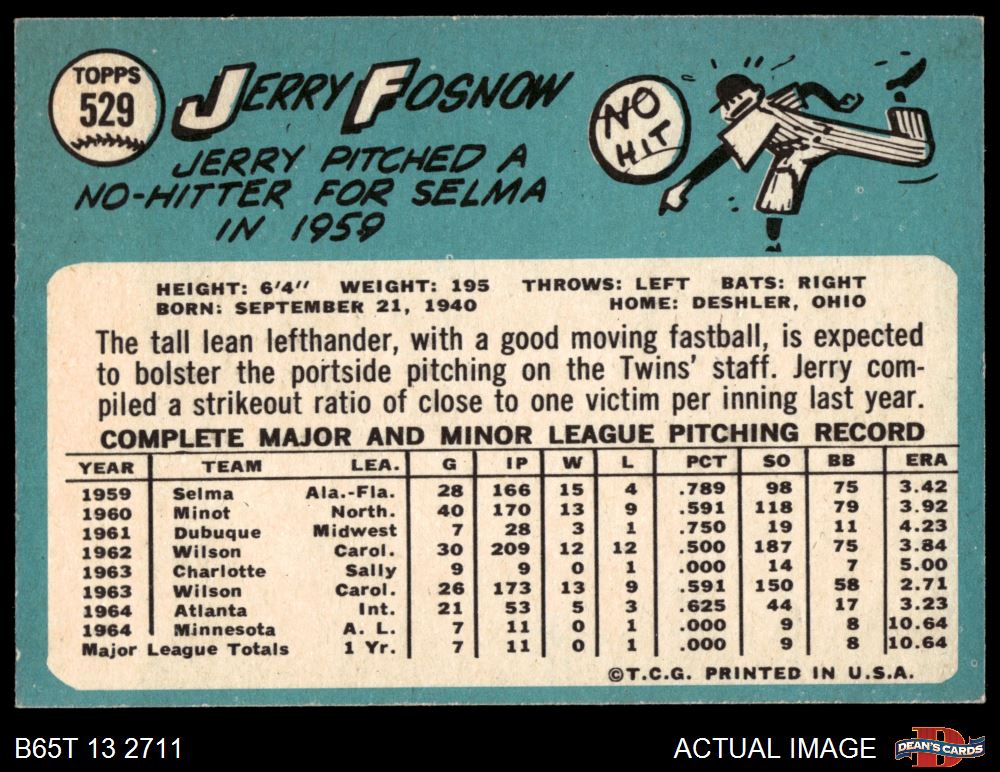 TOPPS
529
JERRY FOSNOW
JERRY PITCHED A
NO-HITTER FOR SELMA
IN 1959
NO
HIT
HEIGHT: 6'4" WEIGHT: 195 THROWS: LEFT BATS: RIGHT
BORN: SEPTEMBER 21, 1940 HOME: DESHLER, OHIO
The tall lean lefthander, with a good moving fastball, is expected
to bolster the portside pitching on the Twins' staff. Jerry com-
piled a strikeout ratio of close to one victim per inning last year.
COMPLETE MAJOR AND MINOR LEAGUE PITCHING RECORD
YEAR TEAM LEA. G IP W L PCT SO BB ERA
1959 Selma Ala.-Fla. 28 166 15 4 .789 98 75 3.42
1960 Minot North. 40 170 13 9 .591 118 79 3.92
1961 Dubuque Midwest 7 28 3 1 .750 19 11 4.23
1962 Wilson Carol. 30 209 12 12 .500 187 75 3.84
1963 Charlotte Sally 9 9 0 1 .000 14 7 5.00
1963 Wilson Carol. 26 173 13 9 .591 150 58 2.71
1964 Atlanta Int. 21 53 5 3 .625 44 17 3.23
1964 Minnesota A. L. 7 11 0 1 .000 9 8 10.64
Major League Totals 1 Yr. 7 11 0 1 .000 9 8 10.64
©T.C.G. PRINTED IN U.S.A.
B65T 13 2711 ACTUAL IMAGE
D
DEAN'S CARDS